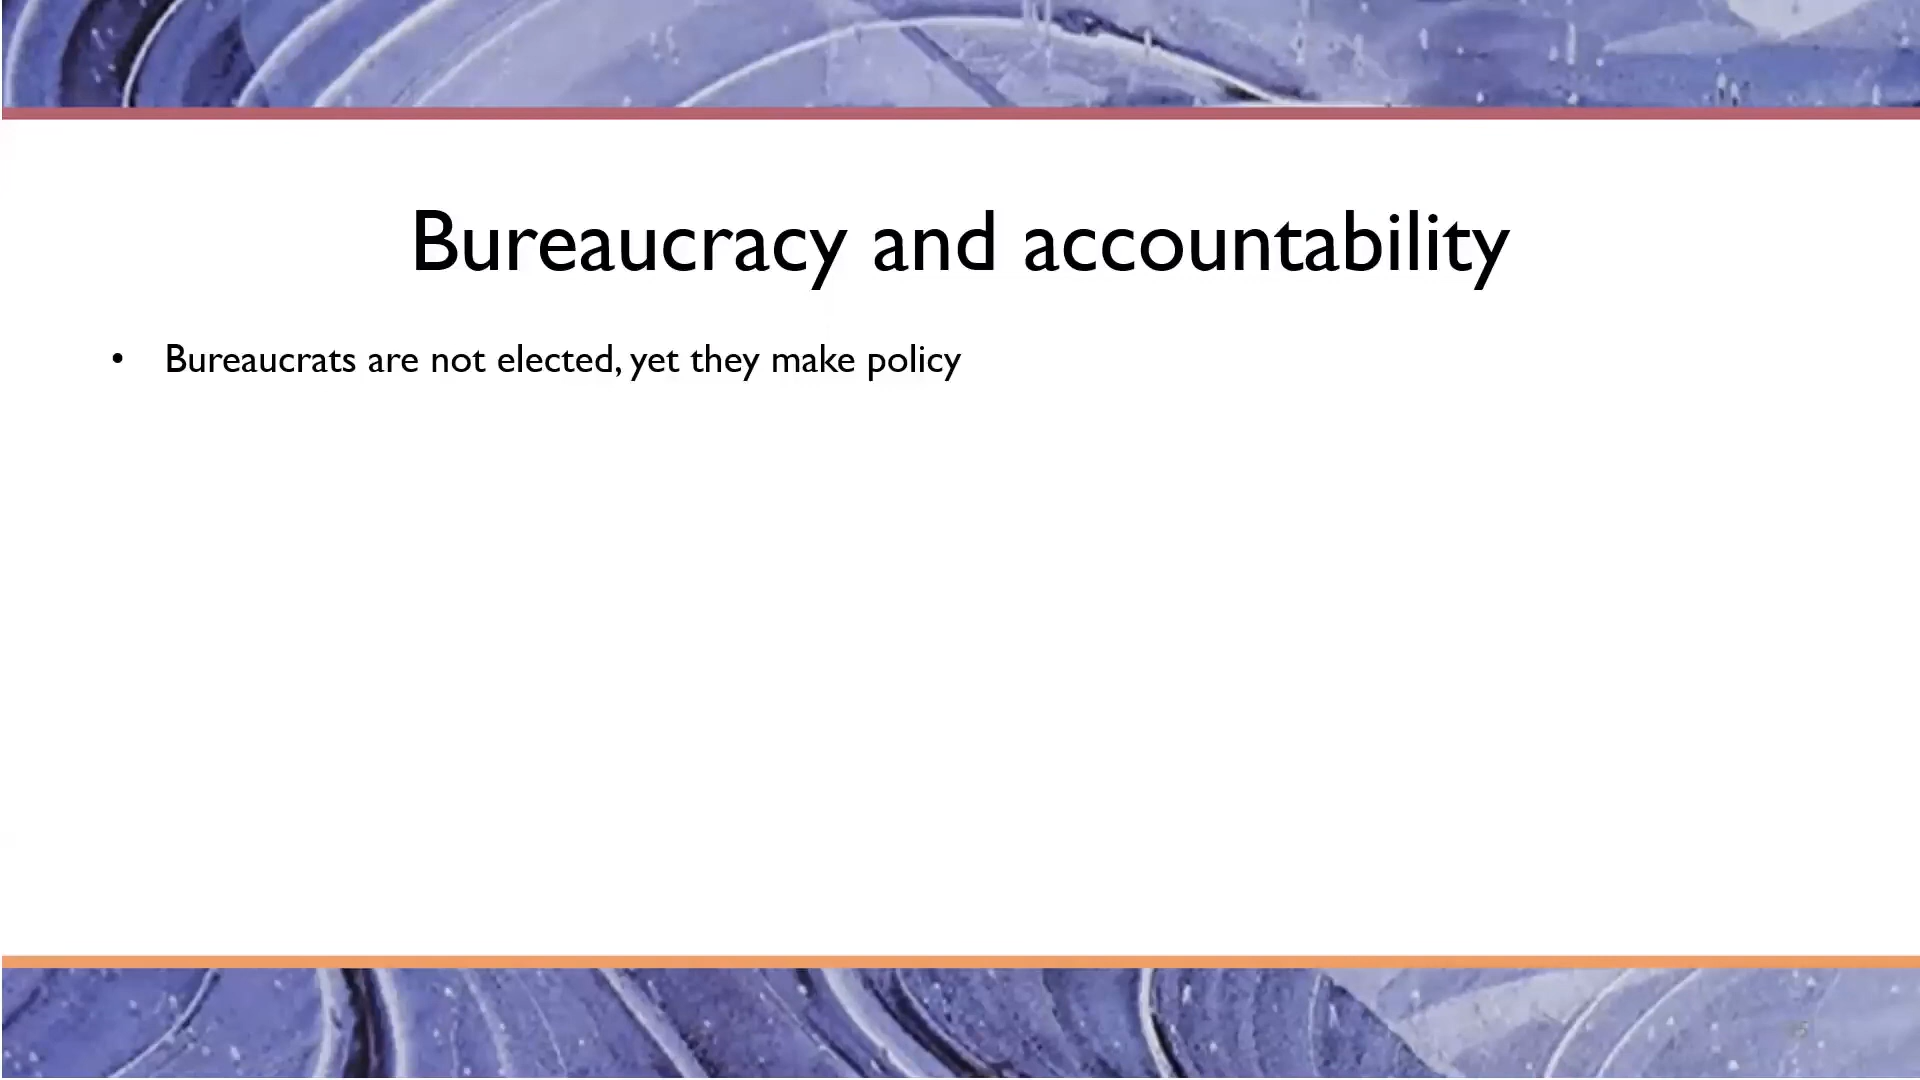 Bureaucracy and accountability
• Bureaucrats are not elected, yet they make policy